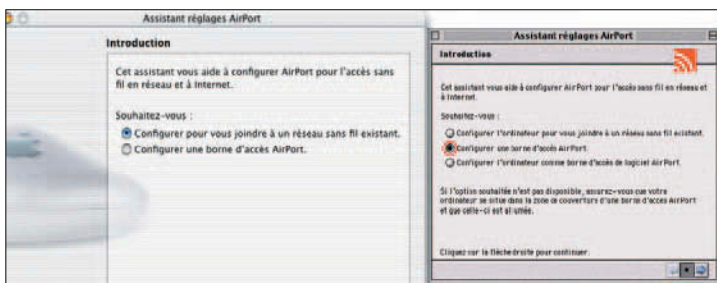 Assistant réglages AirPort
Introduction
Cet assistant vous aide à configurer AirPort pour l'accès sans
fil en réseau et à Internet.
Souhaitez-vous :
Configurer pour vous joindre à un réseau sans fil existant.
Configurer une borne d'accès AirPort.
Assistant réglages AirPort
Introduction
Cet assistant vous aide à configurer AirPort pour l'accès sans fil en réseau et
à Internet.
Souhaitez-vous :
Configurer l'ordinateur pour vous joindre à un réseau sans fil existant.
Configurer une borne d'accès AirPort.
Configurer l'ordinateur comme borne d'accès de logiciel AirPort.
Si l'option souhaitée n'est pas disponible, assurez-vous que votre
ordinateur se situe dans la zone de couverture d'une borne d'accès AirPort
et que celle-ci est allumée.
Cliquez sur la flèche droite pour continuer.